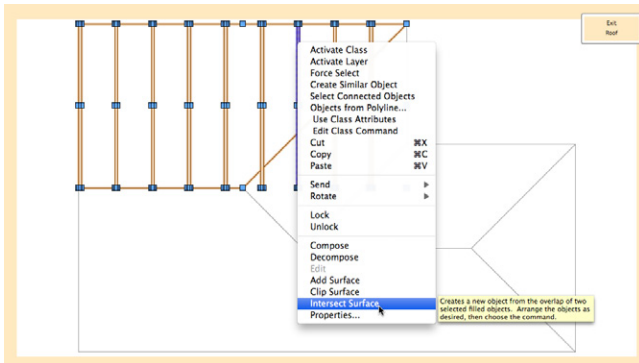 Exit
Roof
Activate Class
Activate Layer
Force Select
Create Similar Object
Select Connected Objects
Objects from Polyline...
Use Class Attributes
Edit Class Command
Cut ⌘X
Copy ⌘C
Paste ⌘V
Send
Rotate
Lock
Unlock
Compose
Decompose
Edit
Add Surface
Clip Surface
Intersect Surface
Properties...
Creates a new object from the overlap of two
selected filled objects. Arrange the objects as
desired, then choose the command.